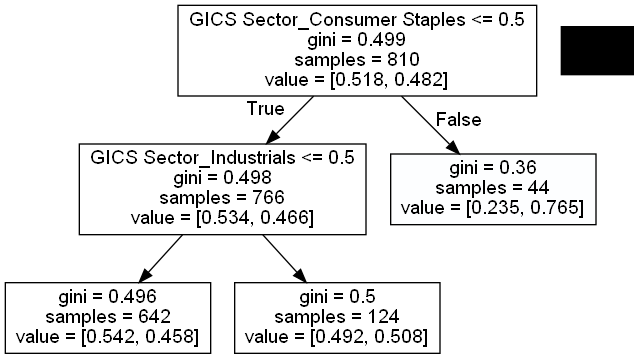 GICS Sector_Consumer Staples <= 0.5
gini = 0.499
samples = 810
value = [0.518, 0.482]
True
False
GICS Sector_Industrials <= 0.5
gini = 0.498
samples = 766
value = [0.534, 0.466]
gini = 0.36
samples = 44
value = [0.235, 0.765]
gini = 0.496
samples = 642
value = [0.542, 0.458]
gini = 0.5
samples = 124
value = [0.492, 0.508]